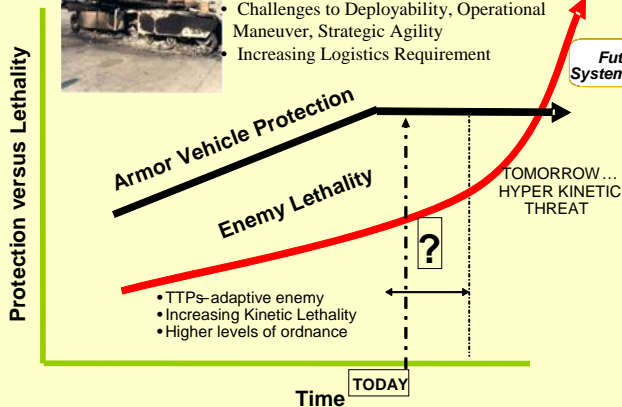 • Challenges to Deployability, Operational
Maneuver, Strategic Agility
• Increasing Logistics Requirement
Protection versus Lethality
Armor Vehicle Protection
Enemy Lethality
TOMORROW...
HYPER KINETIC
THREAT
?
• TTPs–adaptive enemy
• Increasing Kinetic Lethality
• Higher levels of ordnance
TODAY
Time